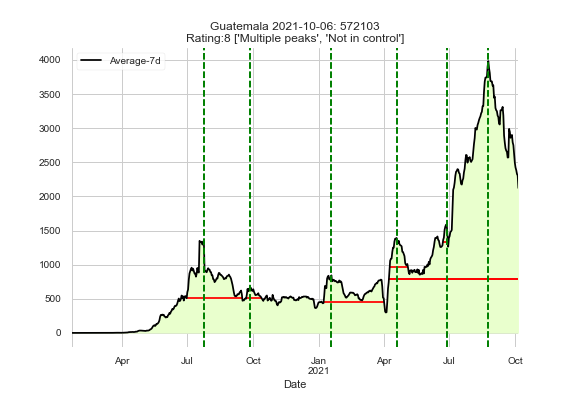 Guatemala 2021-10-06: 572103
Rating:8 ['Multiple peaks', 'Not in control']
Average-7d
4000
3500
3000
2500
2000
1500
1000
500
0
Apr Jul Oct Jan Apr Jul Oct
2021
Date